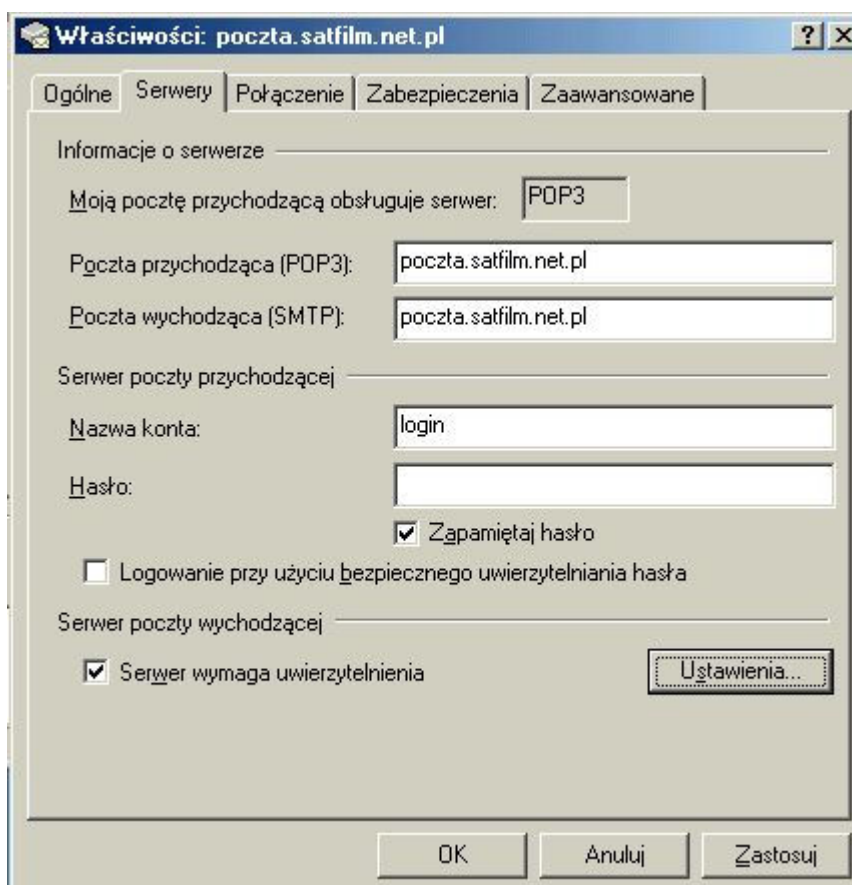 Właściwości: poczta.satfilm.net.pl
Ogólne Serwery Połączenie Zabezpieczenia Zaawansowane
Informacje o serwerze
Moją pocztę przychodzącą obsługuje serwer: POP3
Poczta przychodząca (POP3): poczta.satfilm.net.pl
Poczta wychodząca (SMTP): poczta.satfilm.net.pl
Serwer poczty przychodzącej
Nazwa konta: login
Hasło:
Zapamiętaj hasło
Logowanie przy użyciu bezpiecznego uwierzytelniania hasła
Serwer poczty wychodzącej
Serwer wymaga uwierzytelnienia Ustawienia...
OK Anuluj Zastosuj